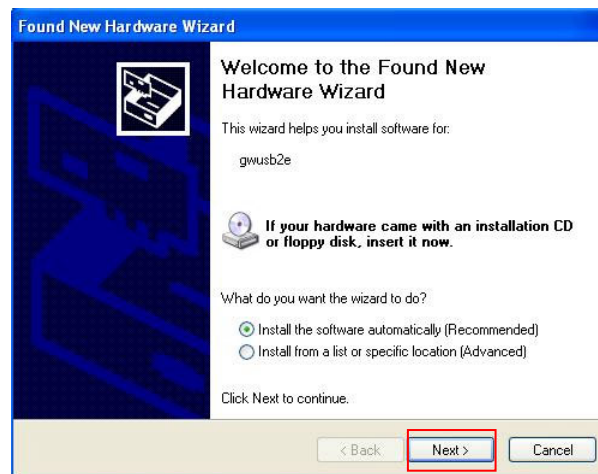 Found New Hardware Wizard
Welcome to the Found New
Hardware Wizard
This wizard helps you install software for:
gwusb2e
If your hardware came with an installation CD
or floppy disk, insert it now.
What do you want the wizard to do?
Install the software automatically (Recommended)
Install from a list or specific location (Advanced)
Click Next to continue.
< Back Next > Cancel